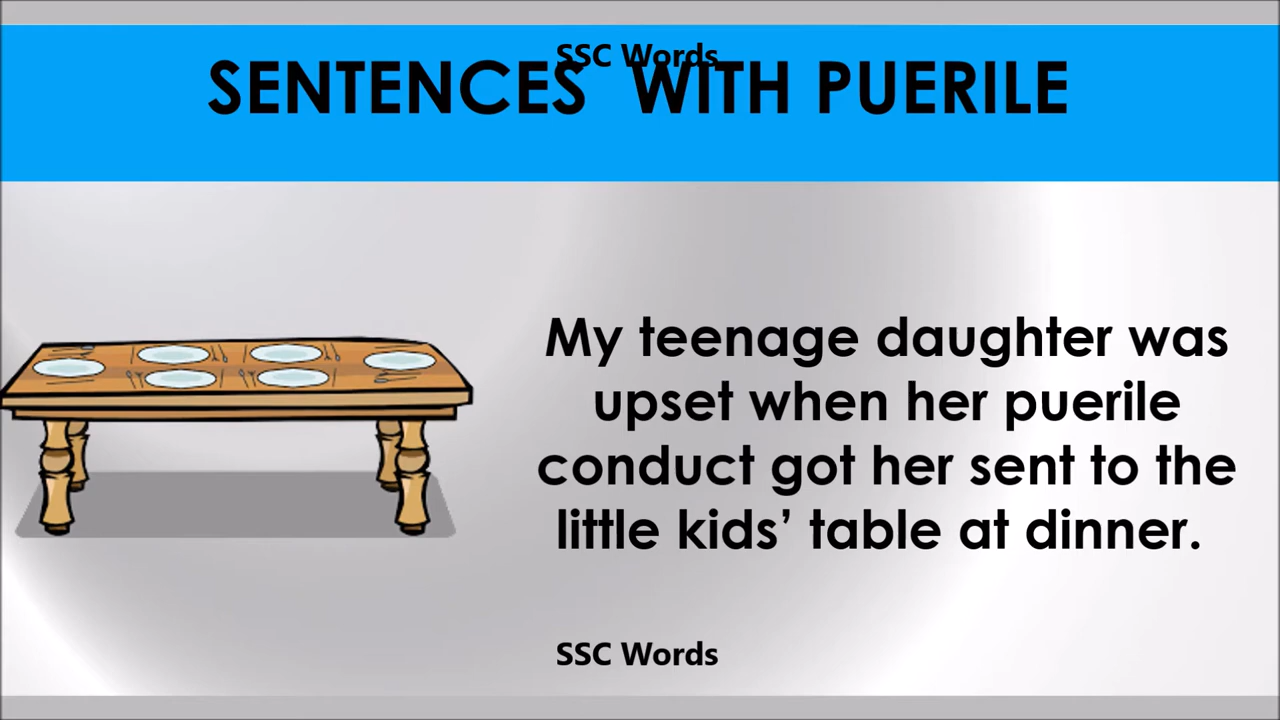 SSC Words
SENTENCES WITH PUERILE
My teenage daughter was
upset when her puerile
conduct got her sent to the
little kids’ table at dinner.
SSC Words